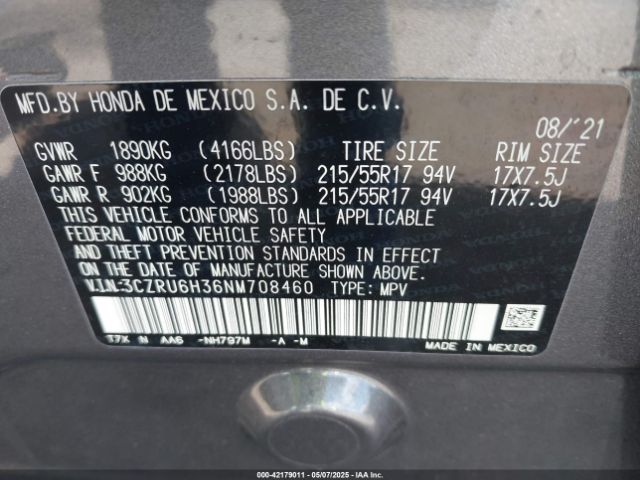 MFD.BY HONDA DE MEXICO S.A. DE C.V.
08/'21
GVWR 1890KG (4166LBS) TIRE SIZE RIM SIZE
GAWR F 988KG (2178LBS) 215/55R17 94V 17X7.5J
GAWR R 902KG (1988LBS) 215/55R17 94V 17X7.5J
THIS VEHICLE CONFORMS TO ALL APPLICABLE
FEDERAL MOTOR VEHICLE SAFETY
AND THEFT PREVENTION STANDARDS IN EFFECT
ON THE DATE OF MANUFACTURE SHOWN ABOVE.
V.I.N:3CZRU6H36NM708460 TYPE: MPV
T7X N AA6 -NH797M -A -M
MADE IN MEXICO
000-42179011 - 05/07/2025 - IAA Inc.